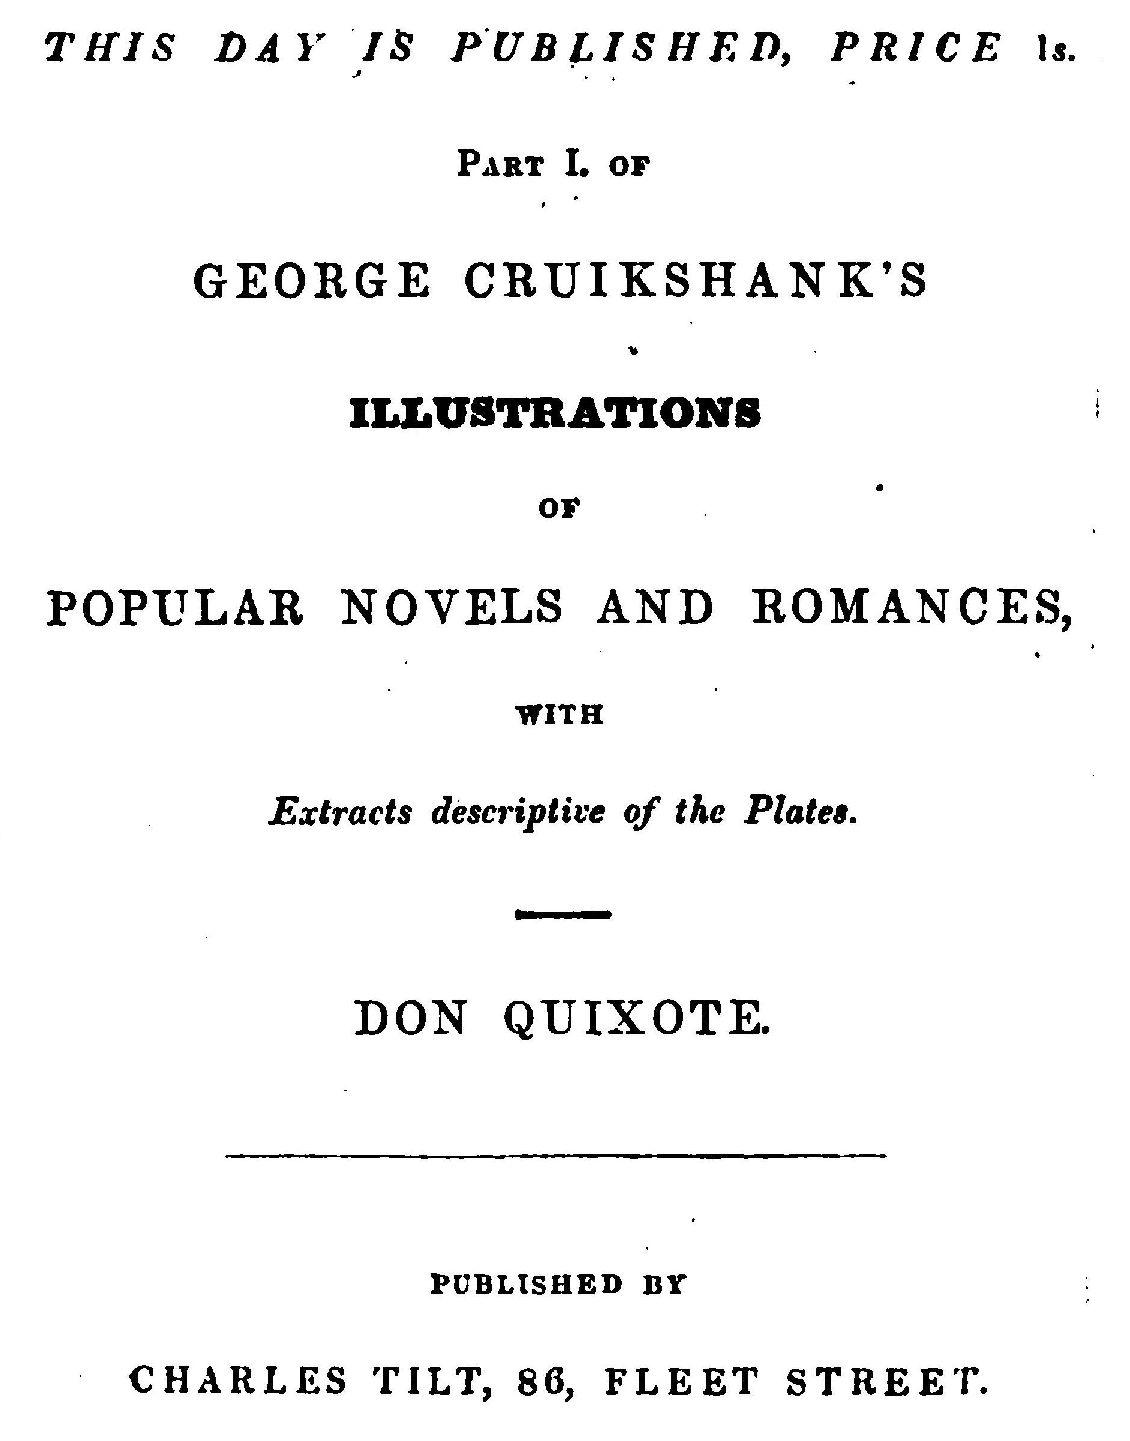 THIS DAY IS PUBLISHED, PRICE 1s.
PART I. OF
GEORGE CRUIKSHANK'S
ILLUSTRATIONS
OF
POPULAR NOVELS AND ROMANCES,
WITH
Extracts descriptive of the Plates.
DON QUIXOTE.
PUBLISHED BY
CHARLES TILT, 86, FLEET STREET.